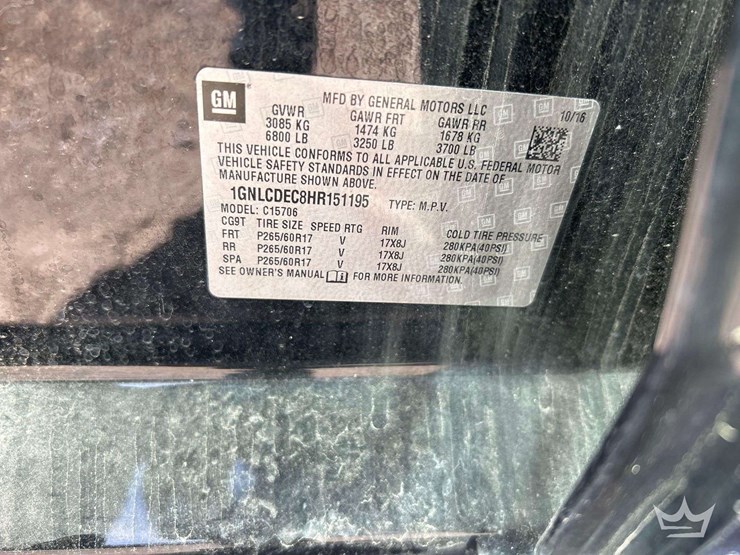 GM
MFD BY GENERAL MOTORS LLC
10/16
GVWR GAWR FRT GAWR RR
3085 KG 1474 KG 1678 KG
6800 LB 3250 LB 3700 LB
THIS VEHICLE CONFORMS TO ALL APPLICABLE U.S. FEDERAL MOTOR
VEHICLE SAFETY STANDARDS IN EFFECT ON THE DATE OF
MANUFACTURE SHOWN ABOVE.
1GNLCDEC8HR151195 TYPE: M.P.V.
MODEL: C15706
CG9T TIRE SIZE SPEED RTG RIM COLD TIRE PRESSURE
FRT P265/60R17 V 17X8J 280KPA(40PSI)
RR P265/60R17 V 17X8J 280KPA(40PSI)
SPA P265/60R17 V 17X8J 280KPA(40PSI)
SEE OWNER'S MANUAL FOR MORE INFORMATION.